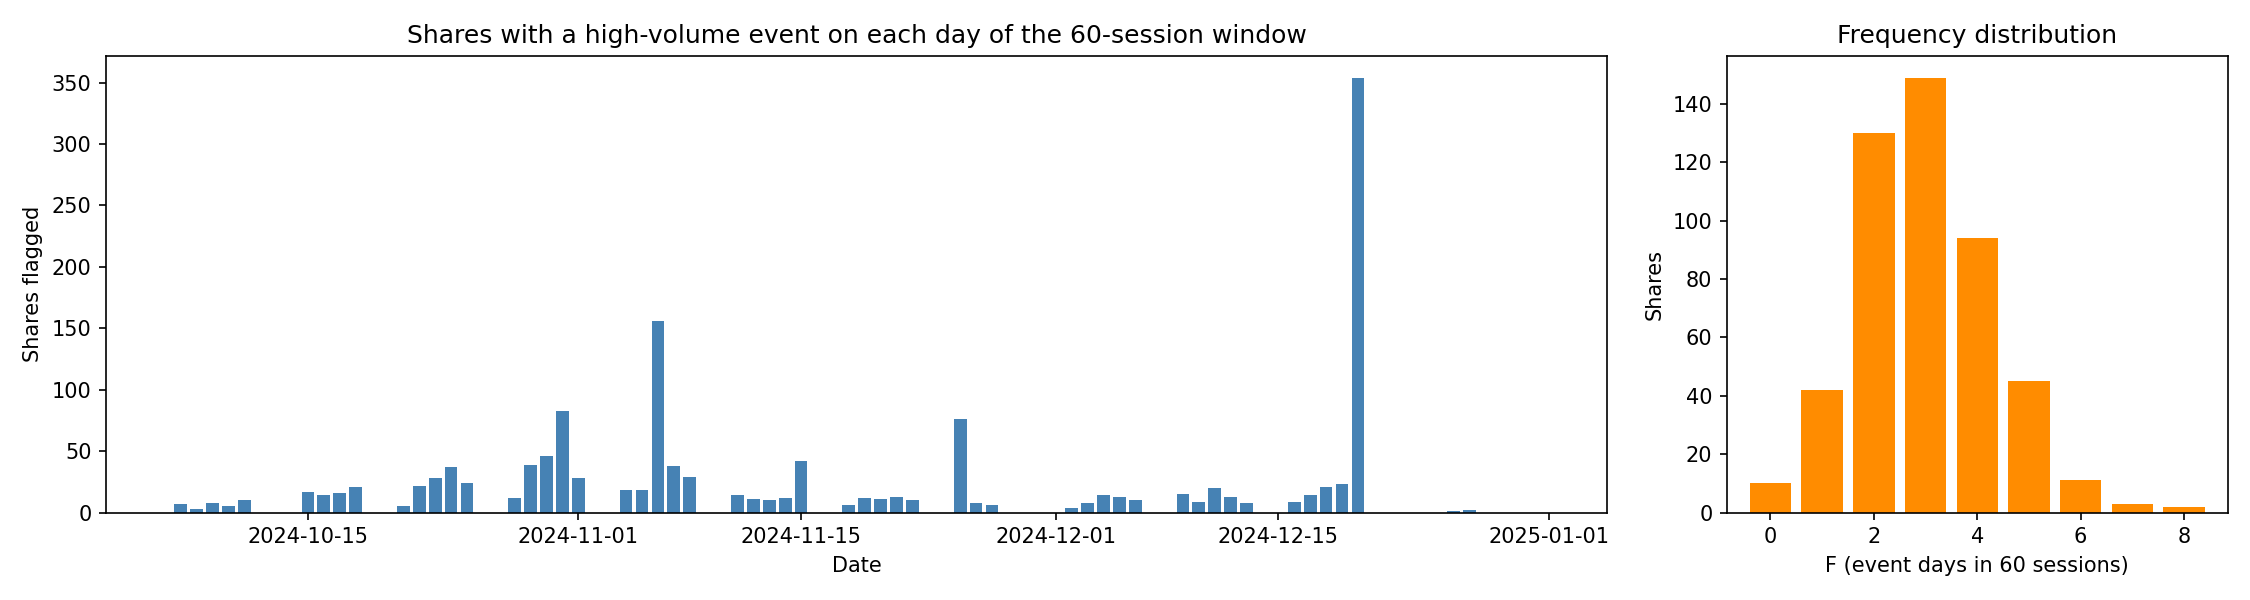 Shares with a high-volume event on each day of the 60-session window
Shares flagged
350
300
250
200
150
100
50
0
2024-10-15 2024-11-01 2024-11-15 2024-12-01 2024-12-15 2025-01-01
Date
Frequency distribution
Shares
140
120
100
80
60
40
20
0
0 2 4 6 8
F (event days in 60 sessions)